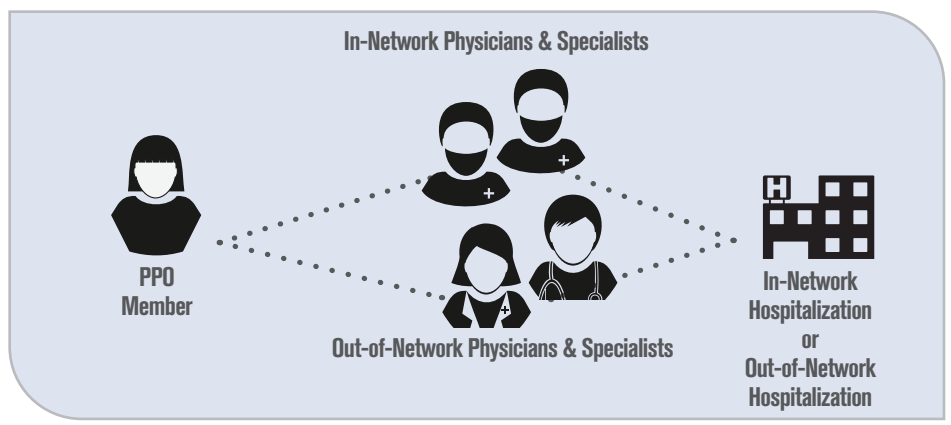 In-Network Physicians & Specialists
PPO
Member
H
Out-of-Network Physicians & Specialists
In-Network
Hospitalization
or
Out-of-Network
Hospitalization